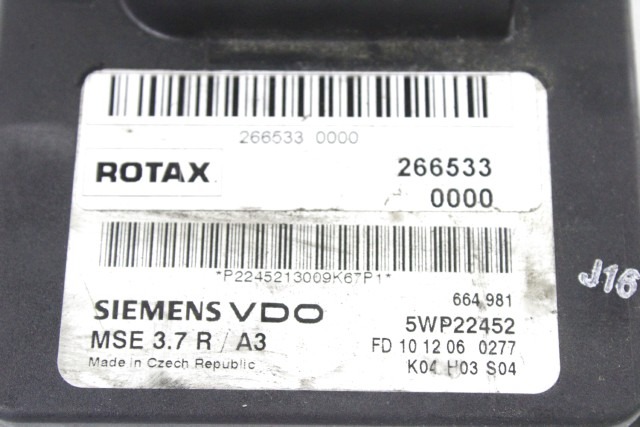 266533 0000
ROTAX 266533
0000
*P2245213009K67P1*
664 981
SIEMENS VDO 5WP22452
MSE 3.7 R / A3 FD 10 12 06 0277
Made in Czech Republic K04 H03 S04
J16